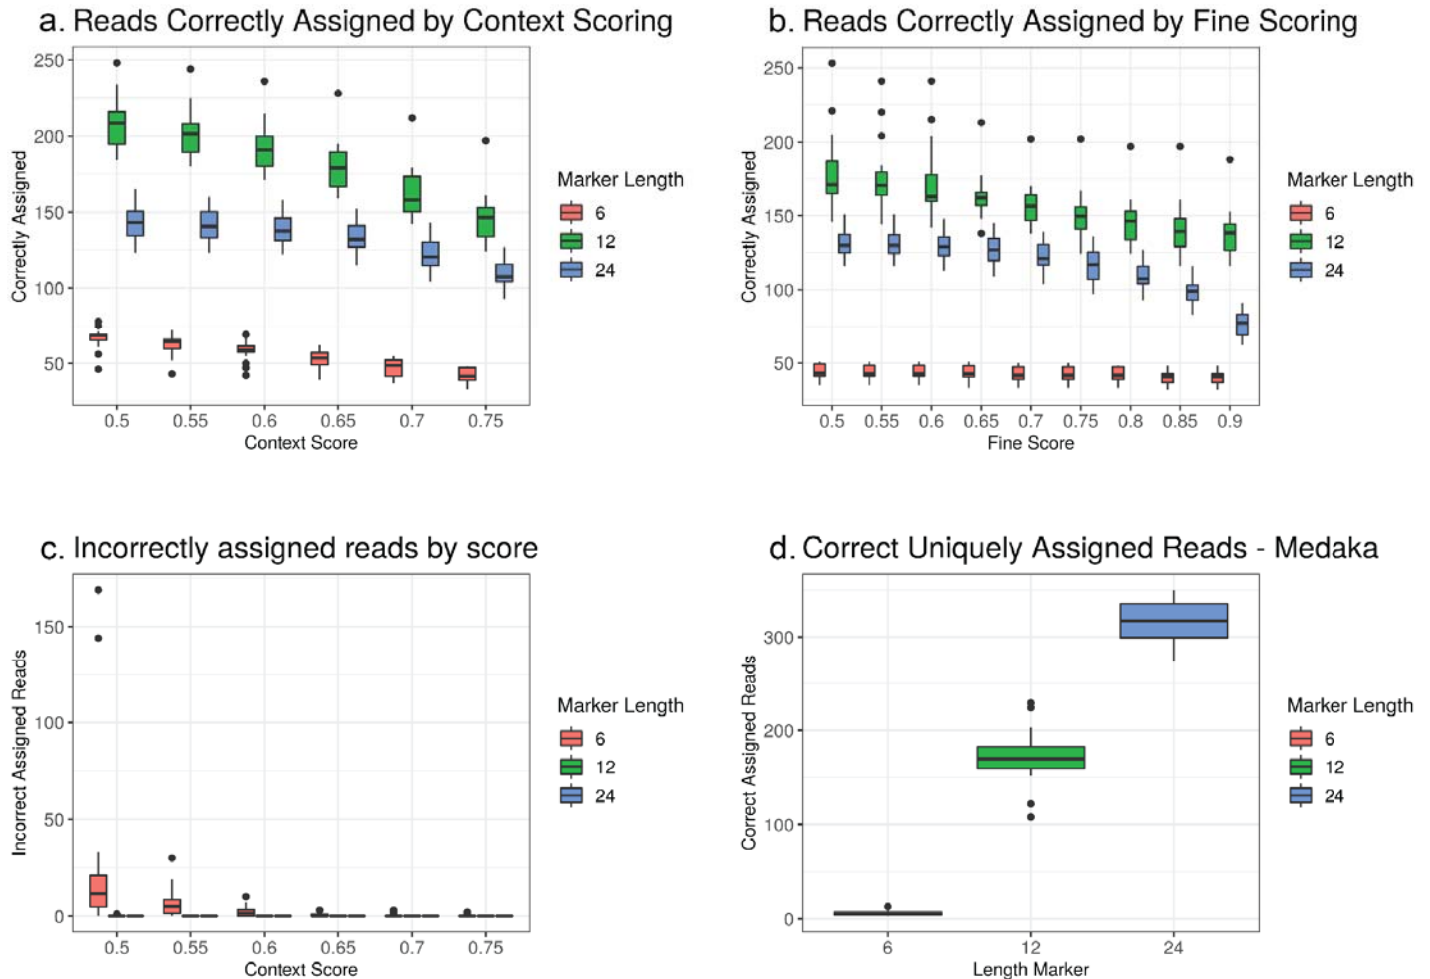 a. Reads Correctly Assigned by Context Scoring
250
200
150
100
50
Correctly Assigned
0.5 0.55 0.6 0.65 0.7 0.75
Context Score
Marker Length
6
12
24
b. Reads Correctly Assigned by Fine Scoring
250
200
150
100
50
Correctly Assigned
0.5 0.55 0.6 0.65 0.7 0.75 0.8 0.85 0.9
Fine Score
Marker Length
6
12
24
c. Incorrectly assigned reads by score
150
100
50
0
Incorrect Assigned Reads
0.5 0.55 0.6 0.65 0.7 0.75
Context Score
Marker Length
6
12
24
d. Correct Uniquely Assigned Reads - Medaka
300
200
100
0
Correct Assigned Reads
6 12 24
Length Marker
Marker Length
6
12
24